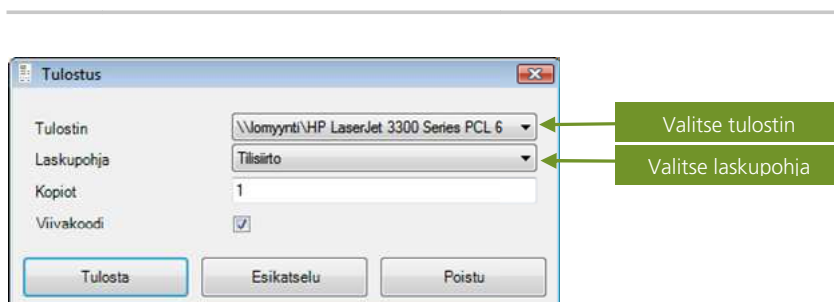 Tulostus
Tulostin \\lomyynti\HP LaserJet 3300 Series PCL 6 Valitse tulostin
Laskupohja Tilisiirto Valitse laskupohja
Kopiot 1
Viivakoodi
Tulosta Esikatselu Poistu